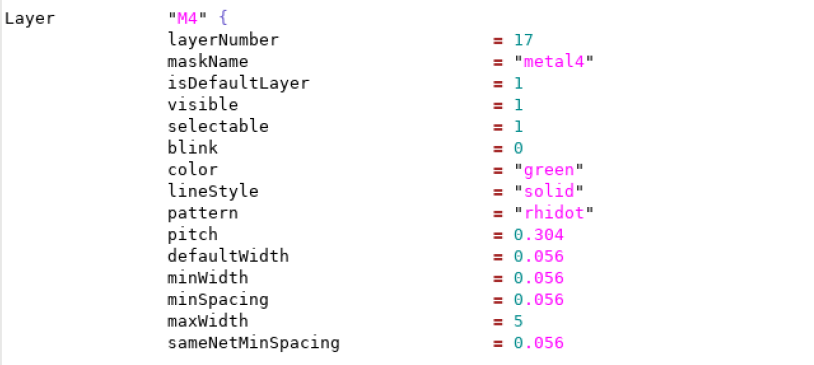 Layer "M4" {
layerNumber = 17
maskName = "metal4"
isDefaultLayer = 1
visible = 1
selectable = 1
blink = 0
color = "green"
lineStyle = "solid"
pattern = "rhidot"
pitch = 0.304
defaultWidth = 0.056
minWidth = 0.056
minSpacing = 0.056
maxWidth = 5
sameNetMinSpacing = 0.056